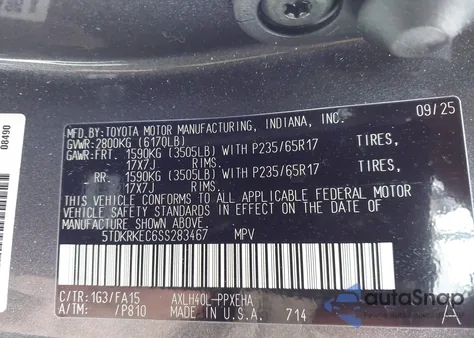 09/25
MFD.BY:TOYOTA MOTOR MANUFACTURING, INDIANA, INC.
GVWR:2800KG(6170LB)
GAWR:FRT. 1590KG (3505LB) WITH P235/65R17 TIRES,
17X7J RIMS.
RR. 1590KG (3505LB) WITH P235/65R17 TIRES,
17X7J RIMS.
THIS VEHICLE CONFORMS TO ALL APPLICABLE FEDERAL MOTOR
VEHICLE SAFETY STANDARDS IN EFFECT ON THE DATE OF
MANUFACTURE SHOWN ABOVE.
5TDKRKEC6SS283467 MPV
C/TR:1G3/FA15 AXLH40L-PPXEHA
A/TM: /P810 MADE IN U.S.A. 714 A
08490
autoSnap